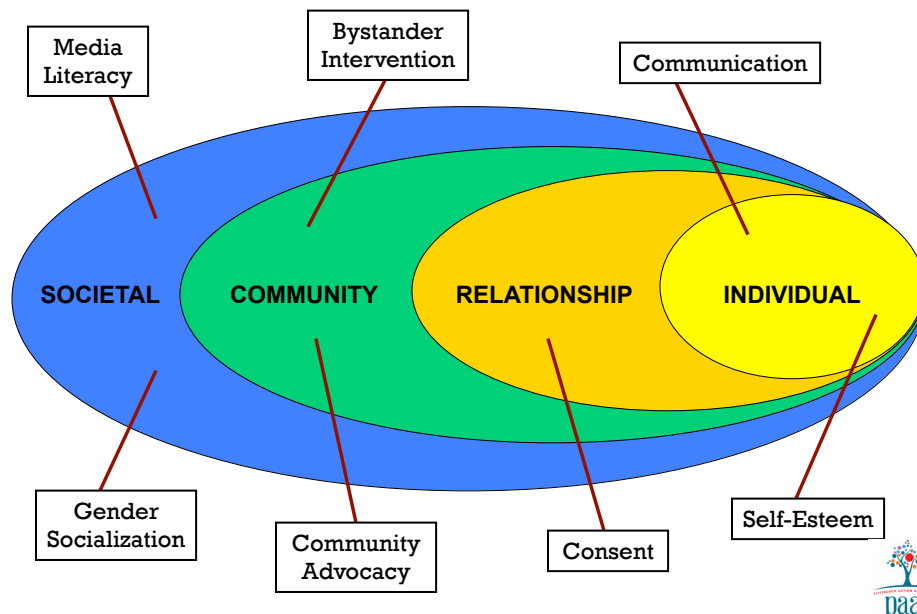 Media
Literacy
Bystander
Intervention
Communication
SOCIETAL
COMMUNITY
RELATIONSHIP
INDIVIDUAL
Gender
Socialization
Community
Advocacy
Consent
Self-Esteem